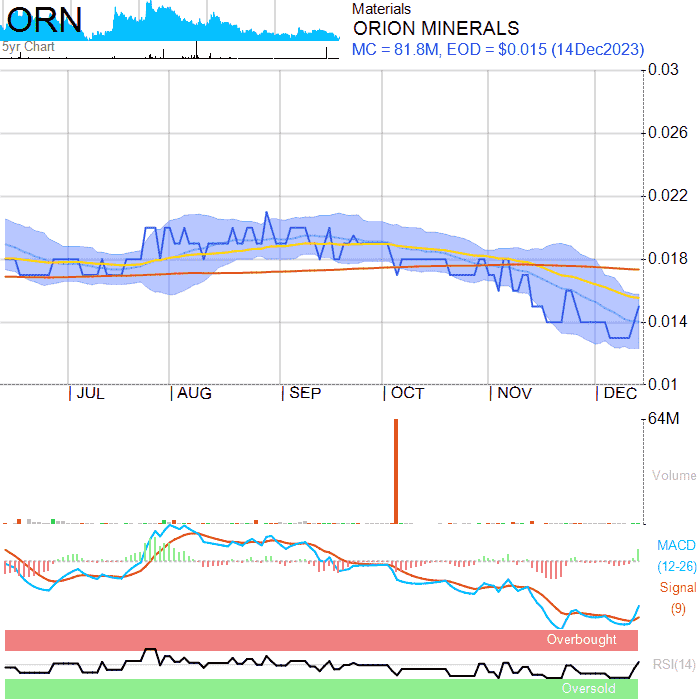 ORN
5yr Chart
Materials
ORION MINERALS
MC = 81.8M, EOD = $0.015 (14Dec2023)
0.03
0.026
0.022
0.018
0.014
0.01
JUL AUG SEP OCT NOV DEC
64M
Volume
MACD
(12-26)
Signal
(9)
Overbought
RSI(14)
Oversold